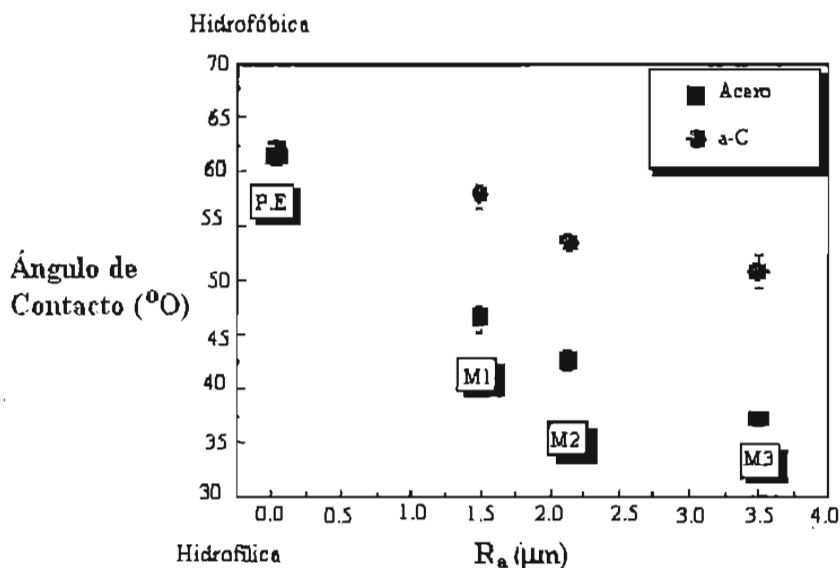 Hidrofóbica
70
65
60
55
50
45
40
35
30
Ángulo de
Contacto (ºO)
Acero
a-C
P.E
M1
M2
M3
0.0 0.5 1.0 1.5 2.0 2.5 3.0 3.5 4.0
Hidrofílica
Rₐ (μm)